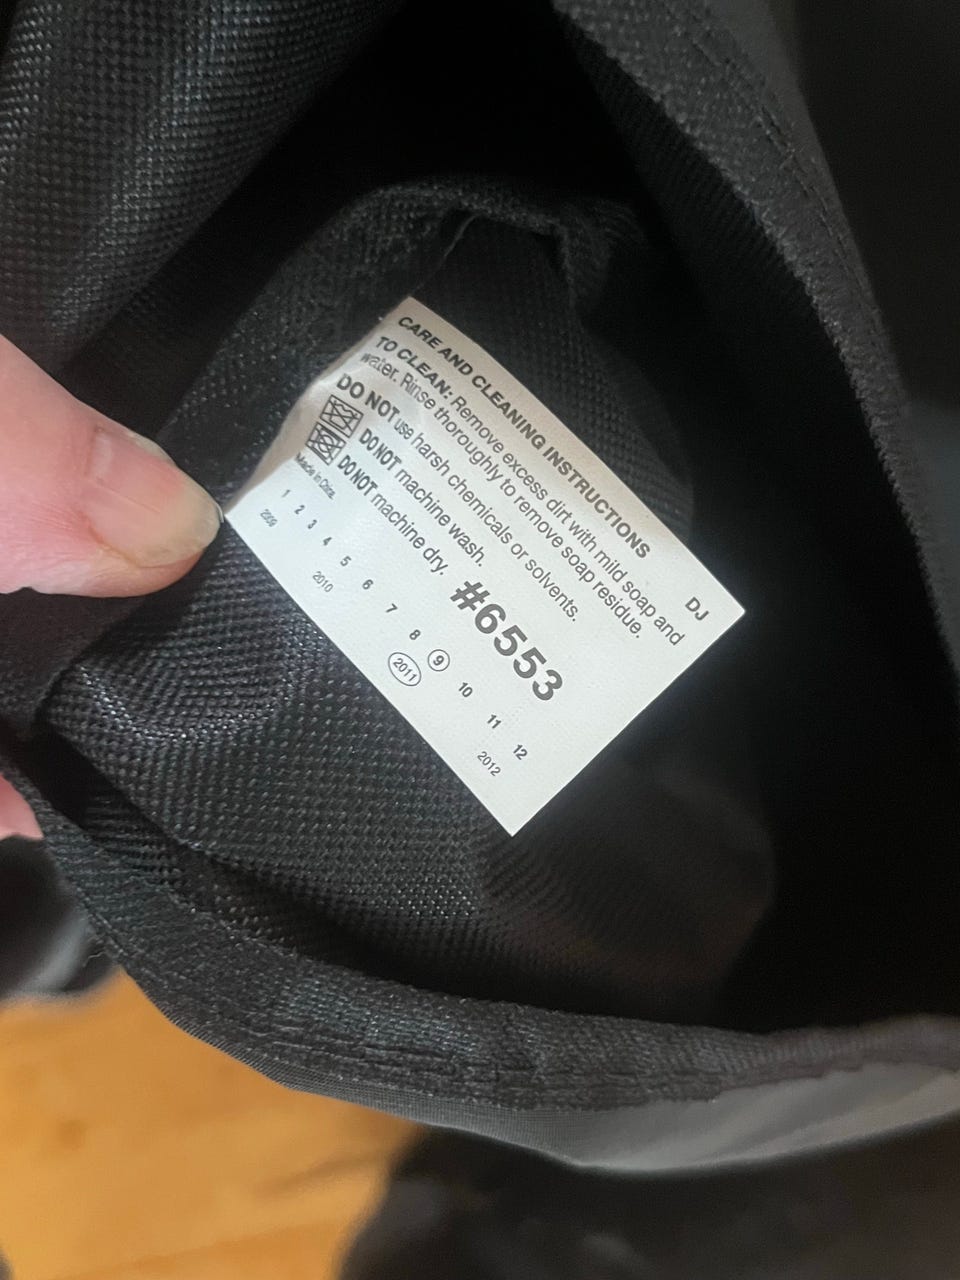 CARE AND CLEANING INSTRUCTIONS DJ
TO CLEAN: Remove excess dirt with mild soap and
water. Rinse thoroughly to remove soap residue.
DO NOT use harsh chemicals or solvents.
DO NOT machine wash.
DO NOT machine dry. #6553
Made in China.
1 2 3 4 5 6 7 8 9 10 11 12
2009 2010 2011 2012